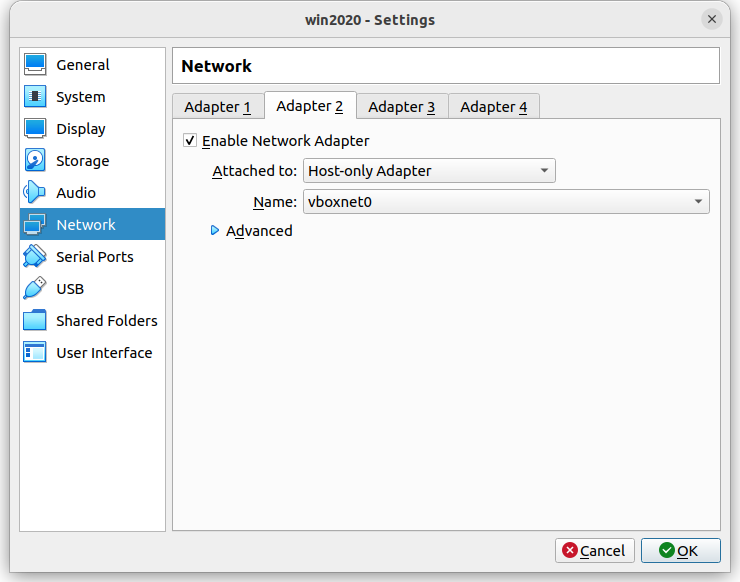 win2020 - Settings
General
System
Display
Storage
Audio
Network
Serial Ports
USB
Shared Folders
User Interface
Network
Adapter 1 Adapter 2 Adapter 3 Adapter 4
Enable Network Adapter
Attached to: Host-only Adapter
Name: vboxnet0
Advanced
Cancel OK